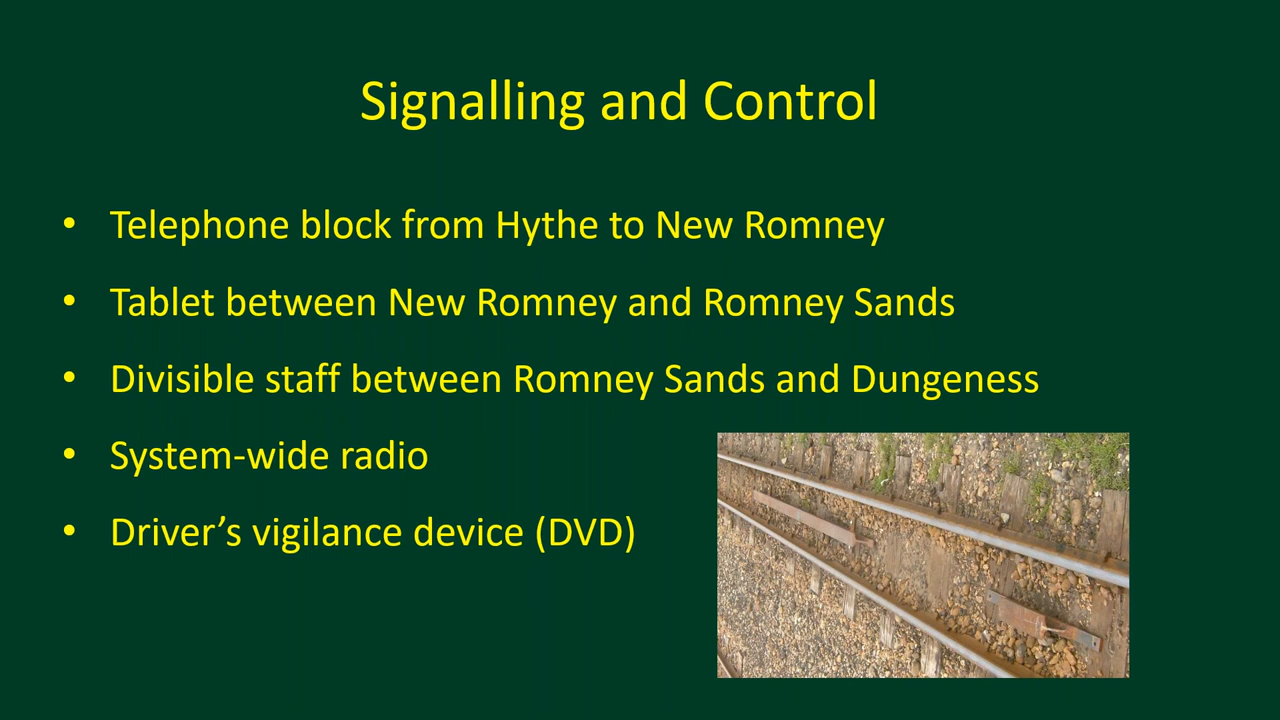 Signalling and Control
• Telephone block from Hythe to New Romney
• Tablet between New Romney and Romney Sands
• Divisible staff between Romney Sands and Dungeness
• System-wide radio
• Driver’s vigilance device (DVD)